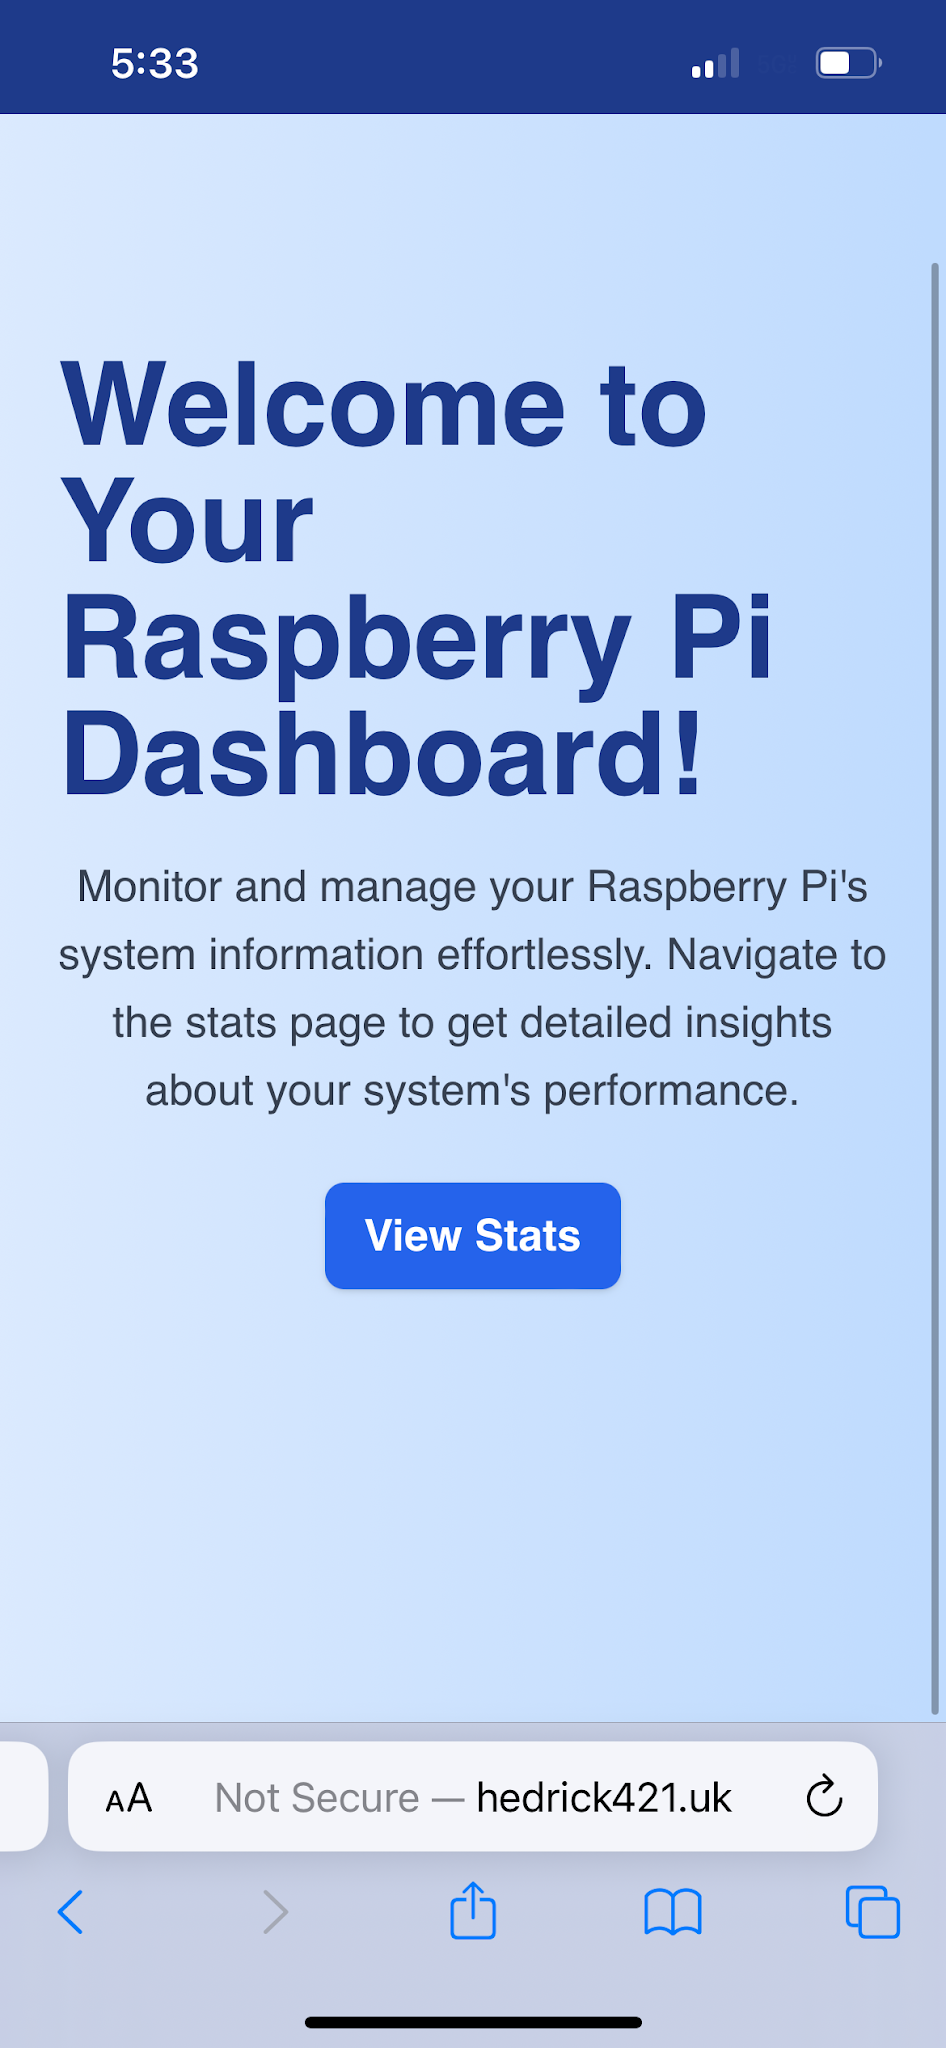 5:33
Welcome to
Your
Raspberry Pi
Dashboard!
Monitor and manage your Raspberry Pi's
system information effortlessly. Navigate to
the stats page to get detailed insights
about your system's performance.
View Stats
AA Not Secure — hedrick421.uk